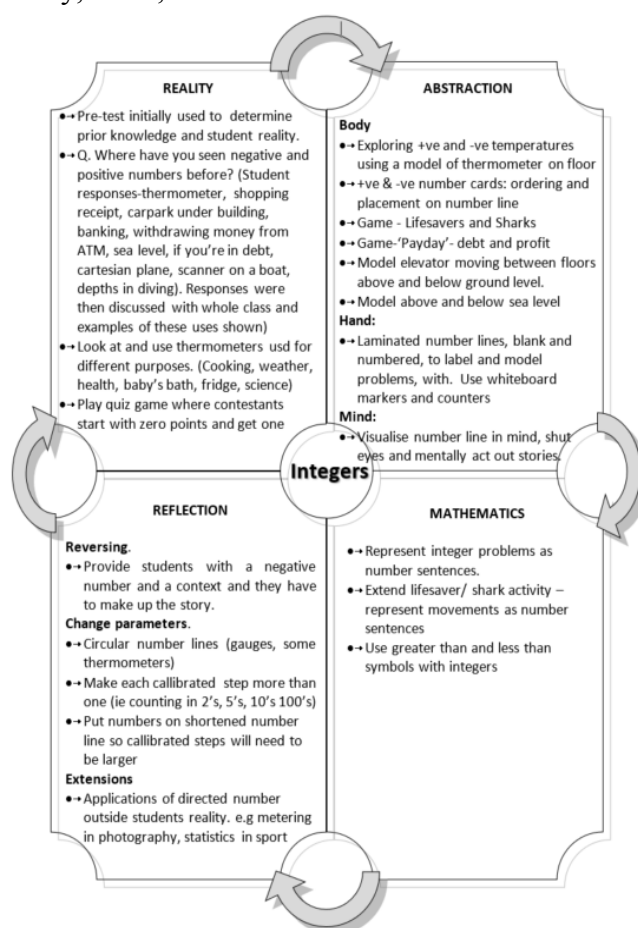 REALITY
●→Pre-test initially used to determine
prior knowledge and student reality.
●→Q. Where have you seen negative and
positive numbers before? (Student
responses-thermometer, shopping
receipt, carpark under building,
banking, withdrawing money from
ATM, sea level, if you're in debt,
cartesian plane, scanner on a boat,
depths in diving). Responses were
then discussed with whole class and
examples of these uses shown)
●→Look at and use thermometers usd for
different purposes. (Cooking, weather,
health, baby's bath, fridge, science)
●→Play quiz game where contestants
start with zero points and get one
ABSTRACTION
Body
●→Exploring +ve and -ve temperatures
using a model of thermometer on floor
●→+ve & -ve number cards: ordering and
placement on number line
●→Game - Lifesavers and Sharks
●→Game-'Payday'- debt and profit
●→Model elevator moving between floors
above and below ground level.
●→Model above and below sea level
Hand:
●→Laminated number lines, blank and
numbered, to label and model
problems, with. Use whiteboard
markers and counters
Mind:
●→Visualise number line in mind, shut
eyes and mentally act out stories.
Integers
REFLECTION
Reversing.
●→Provide students with a negative
number and a context and they have
to make up the story.
Change parameters.
●→Circular number lines (gauges, some
thermometers)
●→Make each callibrated step more than
one (ie counting in 2's, 5's, 10's 100's)
●→Put numbers on shortened number
line so callibrated steps will need to
be larger
Extensions
●→Applications of directed number
outside students reality. e.g metering
in photography, statistics in sport
MATHEMATICS
●→Represent integer problems as
number sentences.
●→Extend lifesaver/ shark activity –
represent movements as number
sentences
●→Use greater than and less than
symbols with integers